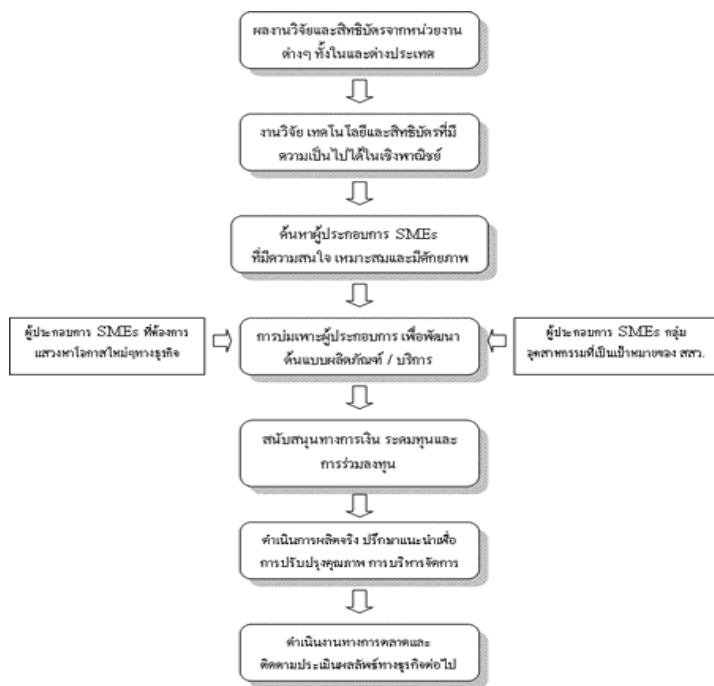 ผลงานวิจัยและสิทธิบัตรจากหน่วยงาน
ต่างๆ ทั้งในและต่างประเทศ
งานวิจัย เทคโนโลยีและสิทธิบัตรที่มี
ความเป็นไปได้ในเชิงพาณิชย์
ค้นหาผู้ประกอบการ SMEs
ที่มีความสนใจ เหมาะสมและมีศักยภาพ
ผู้ประกอบการ SMEs ที่ต้องการ
แสวงหาโอกาสใหม่ๆทางธุรกิจ
การบ่มเพาะผู้ประกอบการ เพื่อพัฒนา
ต้นแบบผลิตภัณฑ์ / บริการ
ผู้ประกอบการ SMEs กลุ่ม
อุตสาหกรรมที่เป็นเป้าหมายของ สสว.
สนับสนุนทางการเงิน ระดมทุนและ
การร่วมลงทุน
ดำเนินการผลิตจริง ปรึกษาแนะนำเพื่อ
การปรับปรุงคุณภาพ การบริหารจัดการ
ดำเนินงานทางการตลาดและ
ติดตามประเมินผลลัพธ์ทางธุรกิจต่อไป